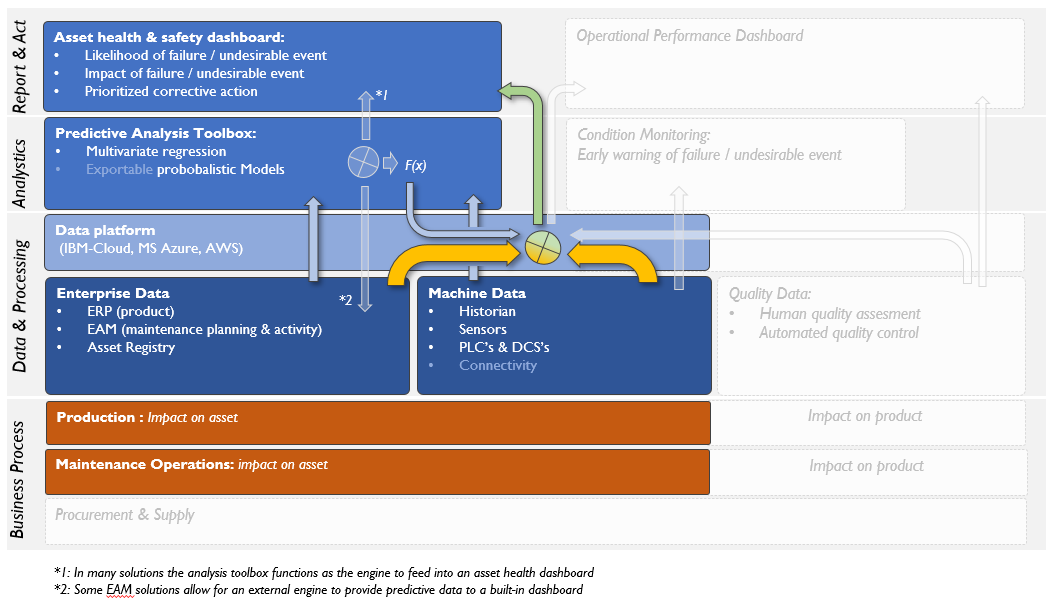 Report & Act
Asset health & safety dashboard:
• Likelihood of failure / undesirable event
• Impact of failure / undesirable event
• Prioritized corrective action
*1
Operational Performance Dashboard
Analystics
Predictive Analysis Toolbox:
• Multivariate regression
• Exportable probobalistic Models
F(x)
Condition Monitoring:
Early warning of failure / undesirable event
Data & Processing
Data platform
(IBM-Cloud, MS Azure, AWS)
Enterprise Data
• ERP (product)
• EAM (maintenance planning & activity)
• Asset Registry
*2
Machine Data
• Historian
• Sensors
• PLC's & DCS's
• Connectivity
Quality Data:
• Human quality assesment
• Automated quality control
Business Process
Production : Impact on asset
Impact on product
Maintenance Operations: impact on asset
Impact on product
Procurement & Supply
*1: In many solutions the analysis toolbox functions as the engine to feed into an asset health dashboard
*2: Some EAM solutions allow for an external engine to provide predictive data to a built-in dashboard